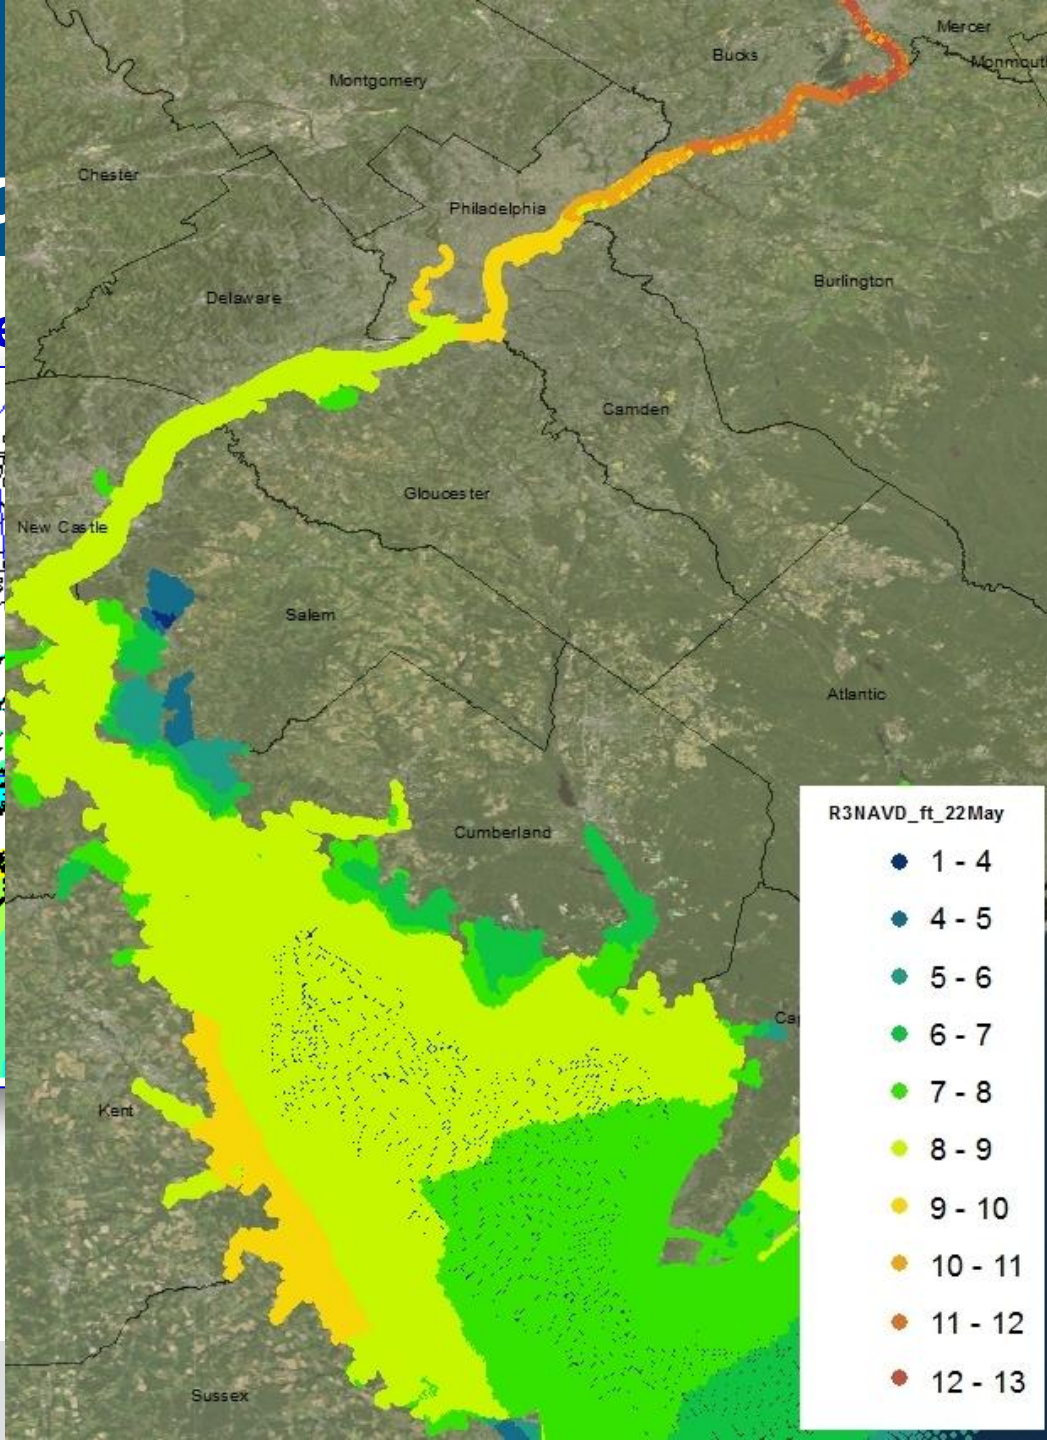 Mercer
Bucks
Monmout
Montgomery
Chester
Philadelphia
Burlington
Delaware
Camden
Gloucester
New Castle
Salem
Atlantic
Cumberland
Kent
Sussex
R3NAVD_ft_22May
1 - 4
4 - 5
5 - 6
6 - 7
7 - 8
8 - 9
9 - 10
10 - 11
11 - 12
12 - 13